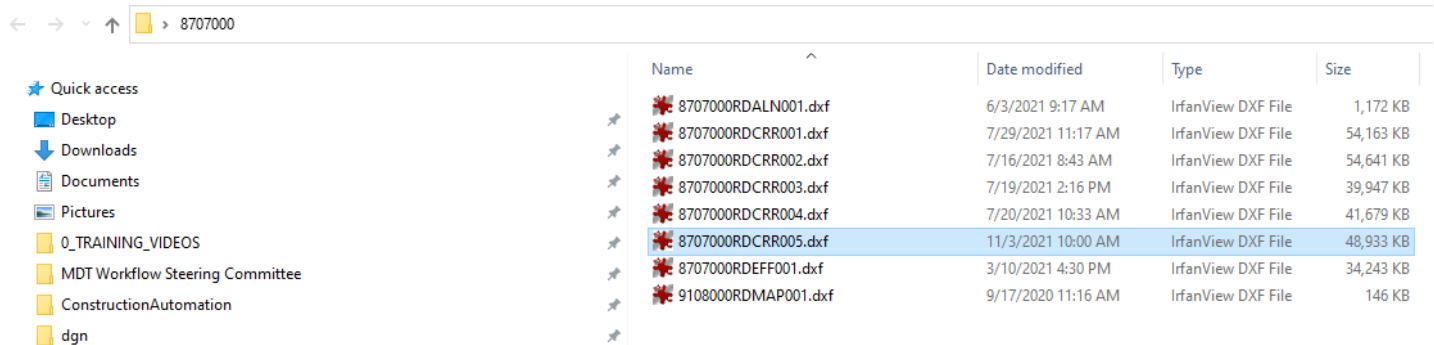 8707000
Quick access
Desktop
Downloads
Documents
Pictures
0_TRAINING_VIDEOS
MDT Workflow Steering Committee
ConstructionAutomation
dgn
Name Date modified Type Size
8707000RDALN001.dxf 6/3/2021 9:17 AM IrfanView DXF File 1,172 KB
8707000RDCRR001.dxf 7/29/2021 11:17 AM IrfanView DXF File 54,163 KB
8707000RDCRR002.dxf 7/16/2021 8:43 AM IrfanView DXF File 54,641 KB
8707000RDCRR003.dxf 7/19/2021 2:16 PM IrfanView DXF File 39,947 KB
8707000RDCRR004.dxf 7/20/2021 10:33 AM IrfanView DXF File 41,679 KB
8707000RDCRR005.dxf 11/3/2021 10:00 AM IrfanView DXF File 48,933 KB
8707000RDEFF001.dxf 3/10/2021 4:30 PM IrfanView DXF File 34,243 KB
9108000RDMAP001.dxf 9/17/2020 11:16 AM IrfanView DXF File 146 KB